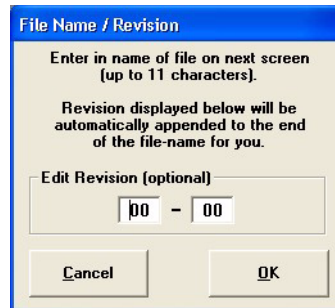 File Name / Revision
Enter in name of file on next screen
(up to 11 characters).
Revision displayed below will be
automatically appended to the end
of the file-name for you.
Edit Revision (optional)
00 - 00
Cancel OK